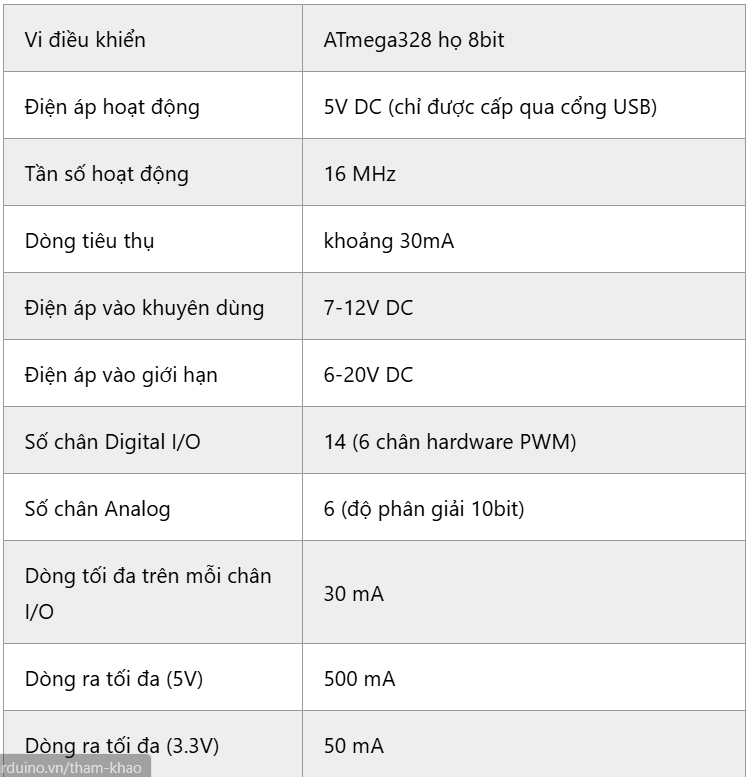 Vi điều khiển
ATmega328 họ 8bit
Điện áp hoạt động
5V DC (chỉ được cấp qua cổng USB)
Tần số hoạt động
16 MHz
Dòng tiêu thụ
khoảng 30mA
Điện áp vào khuyên dùng
7-12V DC
Điện áp vào giới hạn
6-20V DC
Số chân Digital I/O
14 (6 chân hardware PWM)
Số chân Analog
6 (độ phân giải 10bit)
Dòng tối đa trên mỗi chân
I/O
30 mA
Dòng ra tối đa (5V)
500 mA
Dòng ra tối đa (3.3V)
50 mA
rduino.vn/tham-khao